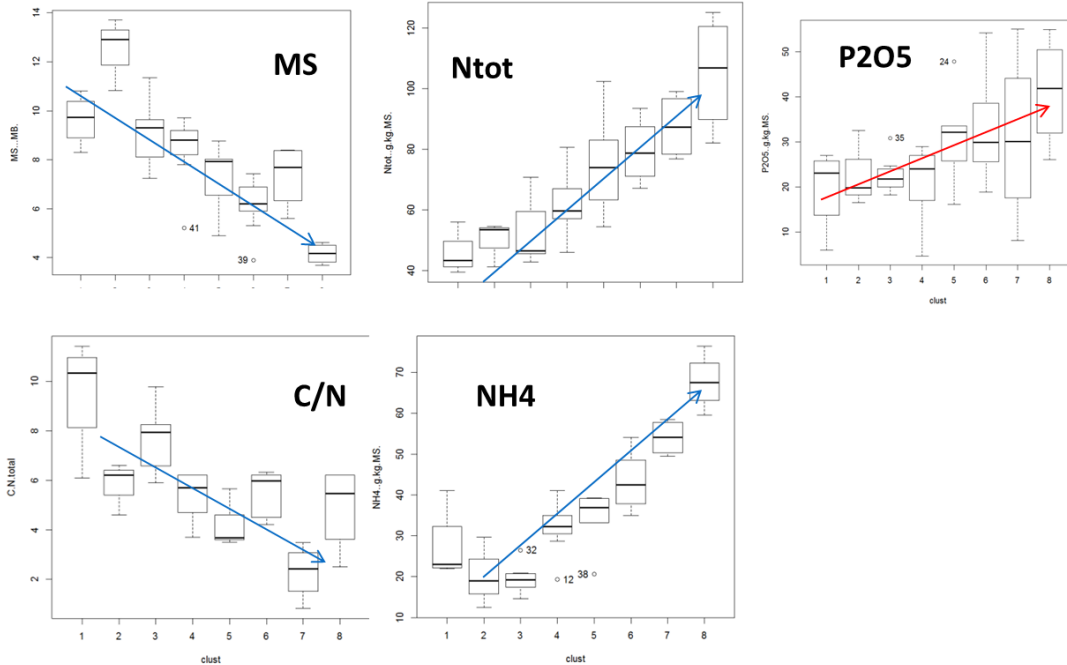 MS
MS...MB.
14
12
10
8
6
4
41
39
Ntot
Ntot..g.kg.MS.
120
100
80
60
40
P2O5
P2O5..g.kg.MS.
50
40
30
20
10
24
35
1 2 3 4 5 6 7 8
clust
C/N
C.N.total
10
8
6
4
2
1 2 3 4 5 6 7 8
clust
NH4
NH4..g.kg.MS.
70
60
50
40
30
20
10
32
12
38
1 2 3 4 5 6 7 8
clust